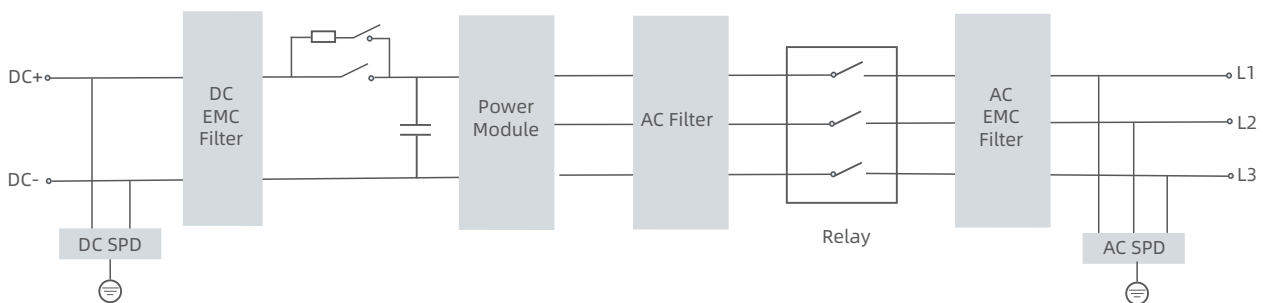 DC+
DC-
DC SPD
DC
EMC
Filter
Power
Module
AC Filter
Relay
AC
EMC
Filter
L1
L2
L3
AC SPD